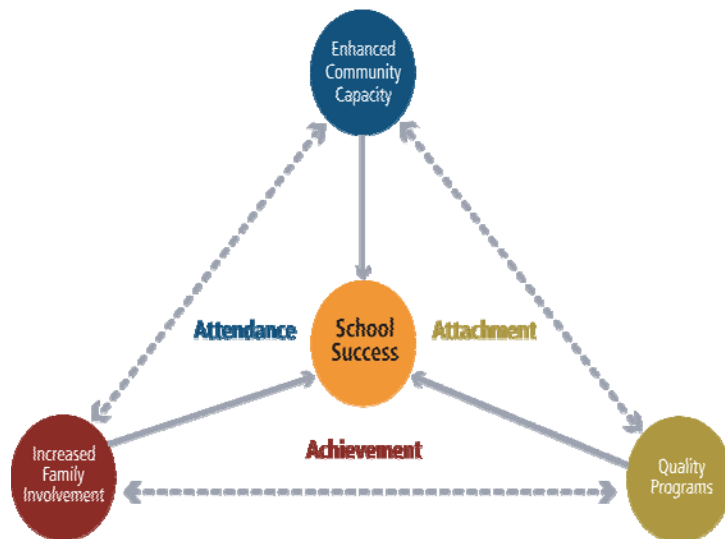 Enhanced
Community
Capacity
Attendance
School
Success
Attachment
Achievement
Increased
Family
Involvement
Quality
Programs